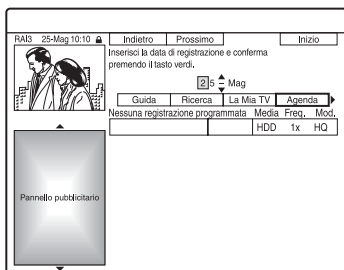 RAI3 25-Mag 10:10
Indietro Prossimo Inizio
Inserisci la data di registrazione e conferma
premendo il tasto verdi.
25 Mag
Guida Ricerca La Mia TV Agenda
Nessuna registrazione programmata Media Freq. Mod.
HDD 1x HQ
Pannello pubblicitario